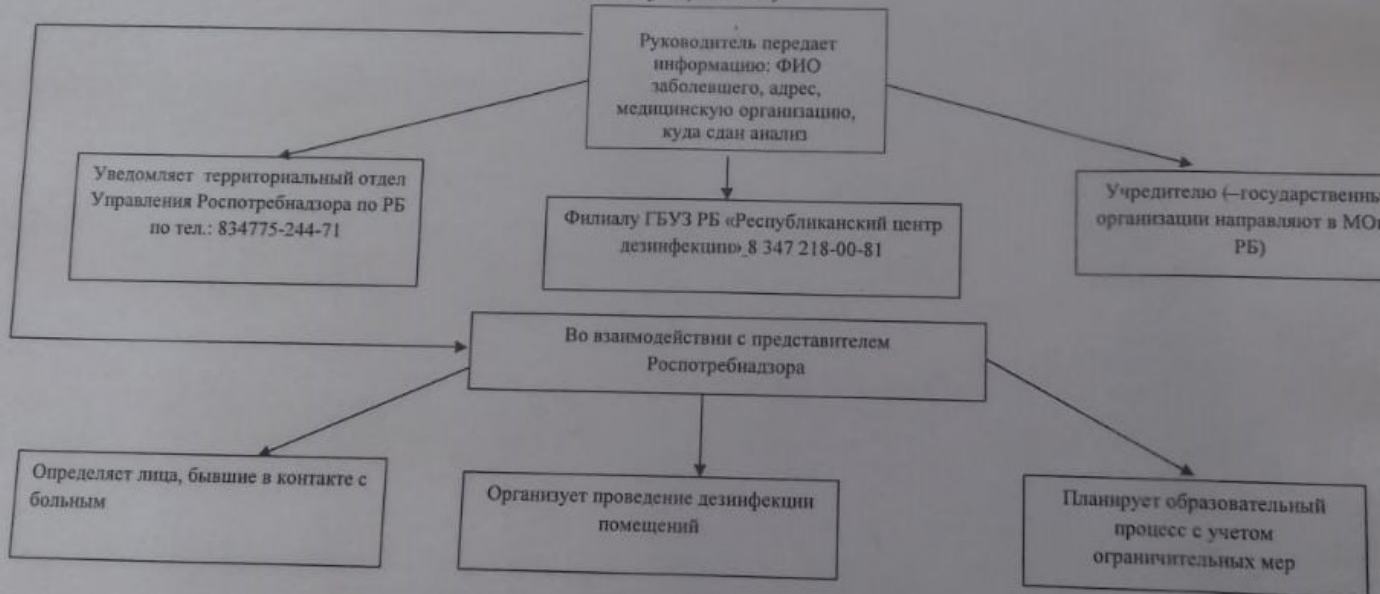 Руководитель передает
информацию: ФИО
заболевшего, адрес,
медицинскую организацию,
куда сдан анализ
Уведомляет территориальный отдел
Управления Роспотребнадзора по РБ
по тел.: 834775-244-71
Филиалу ГБУЗ РБ «Республиканский центр
дезинфекции» 8 347 218-00-81
Учредителю (–государственны
организации направляют в МО
РБ)
Во взаимодействии с представителем
Роспотребнадзора
Определяет лица, бывшие в контакте с
больным
Организует проведение дезинфекции
помещений
Планирует образовательный
процесс с учетом
ограничительных мер